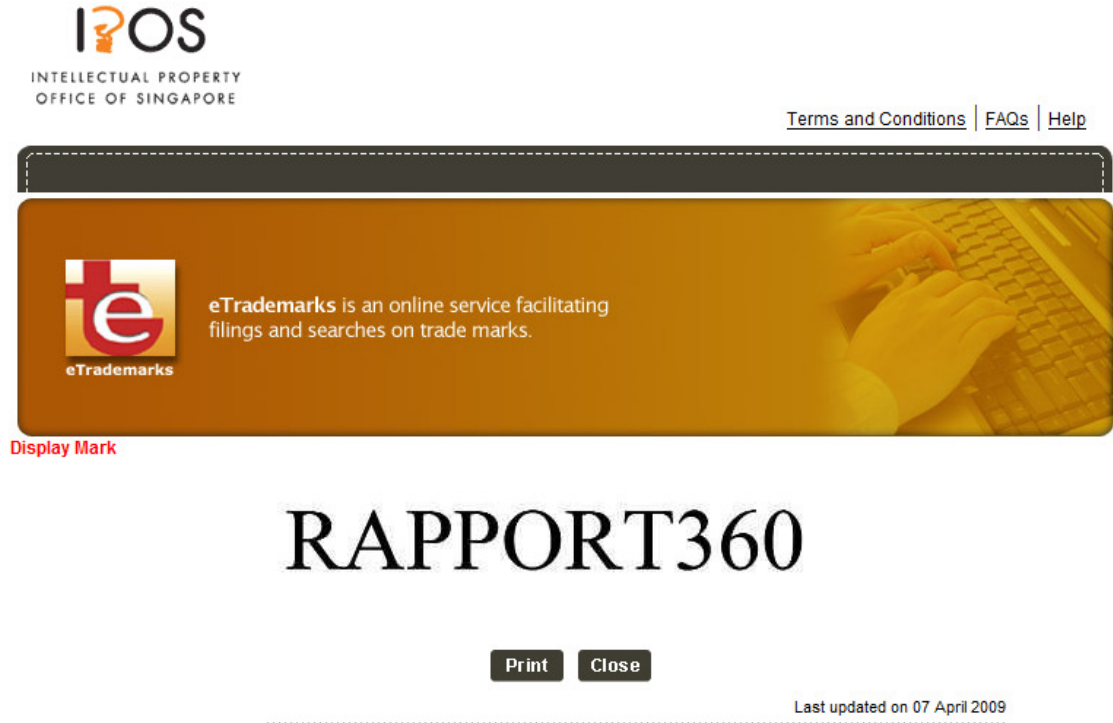 IPOS
INTELLECTUAL PROPERTY
OFFICE OF SINGAPORE
Terms and Conditions | FAQs | Help
te
eTrademarks
eTrademarks is an online service facilitating
filings and searches on trade marks.
Display Mark
RAPPORT360
Print Close
Last updated on 07 April 2009